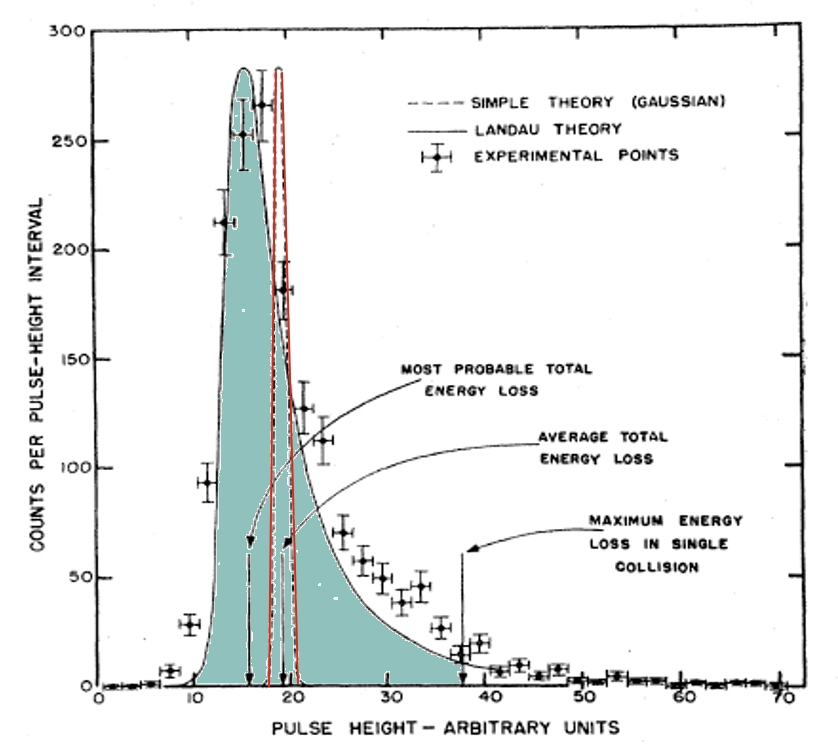 300
250
200
150
100
50
0
0 10 20 30 40 50 60 70
COUNTS PER PULSE-HEIGHT INTERVAL
SIMPLE THEORY (GAUSSIAN)
LANDAU THEORY
EXPERIMENTAL POINTS
MOST PROBABLE TOTAL
ENERGY LOSS
AVERAGE TOTAL
ENERGY LOSS
MAXIMUM ENERGY
LOSS IN SINGLE
COLLISION
PULSE HEIGHT — ARBITRARY UNITS